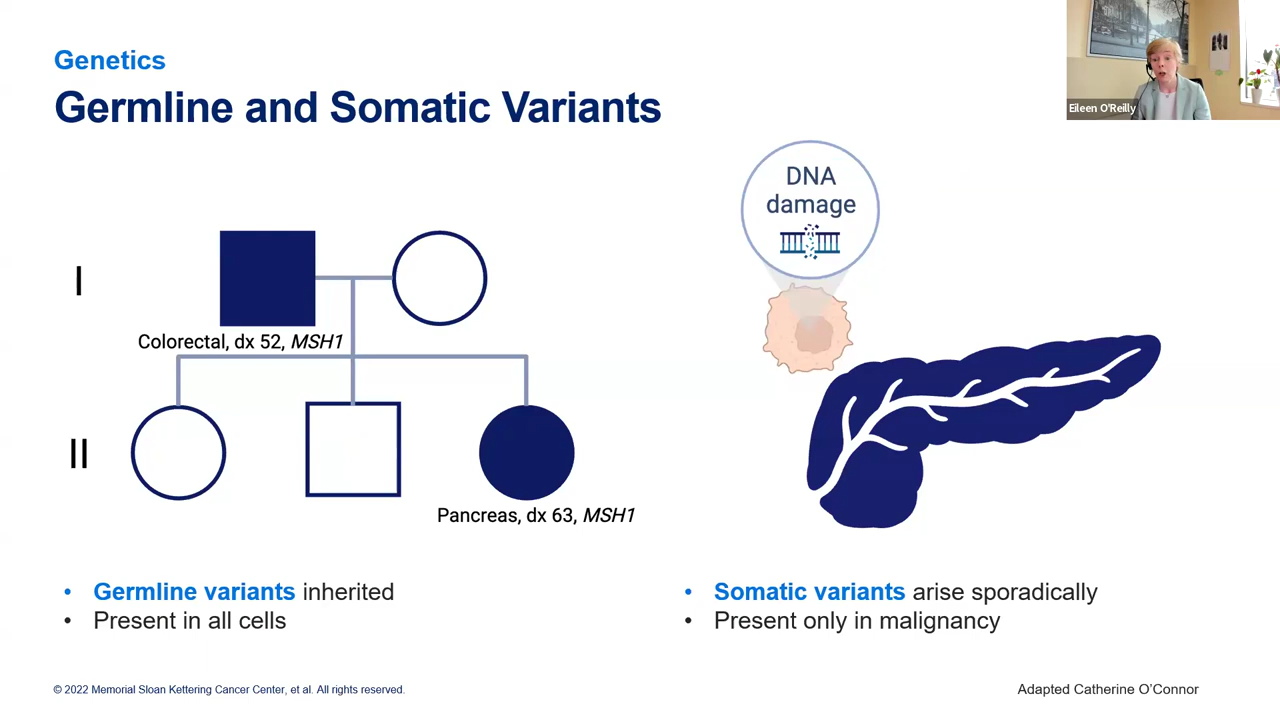 Genetics
Germline and Somatic Variants
Eileen O'Reilly
DNA
damage
I
Colorectal, dx 52, MSH1
II
Pancreas, dx 63, MSH1
• Germline variants inherited
• Present in all cells
• Somatic variants arise sporadically
• Present only in malignancy
© 2022 Memorial Sloan Kettering Cancer Center, et al. All rights reserved.
Adapted Catherine O'Connor